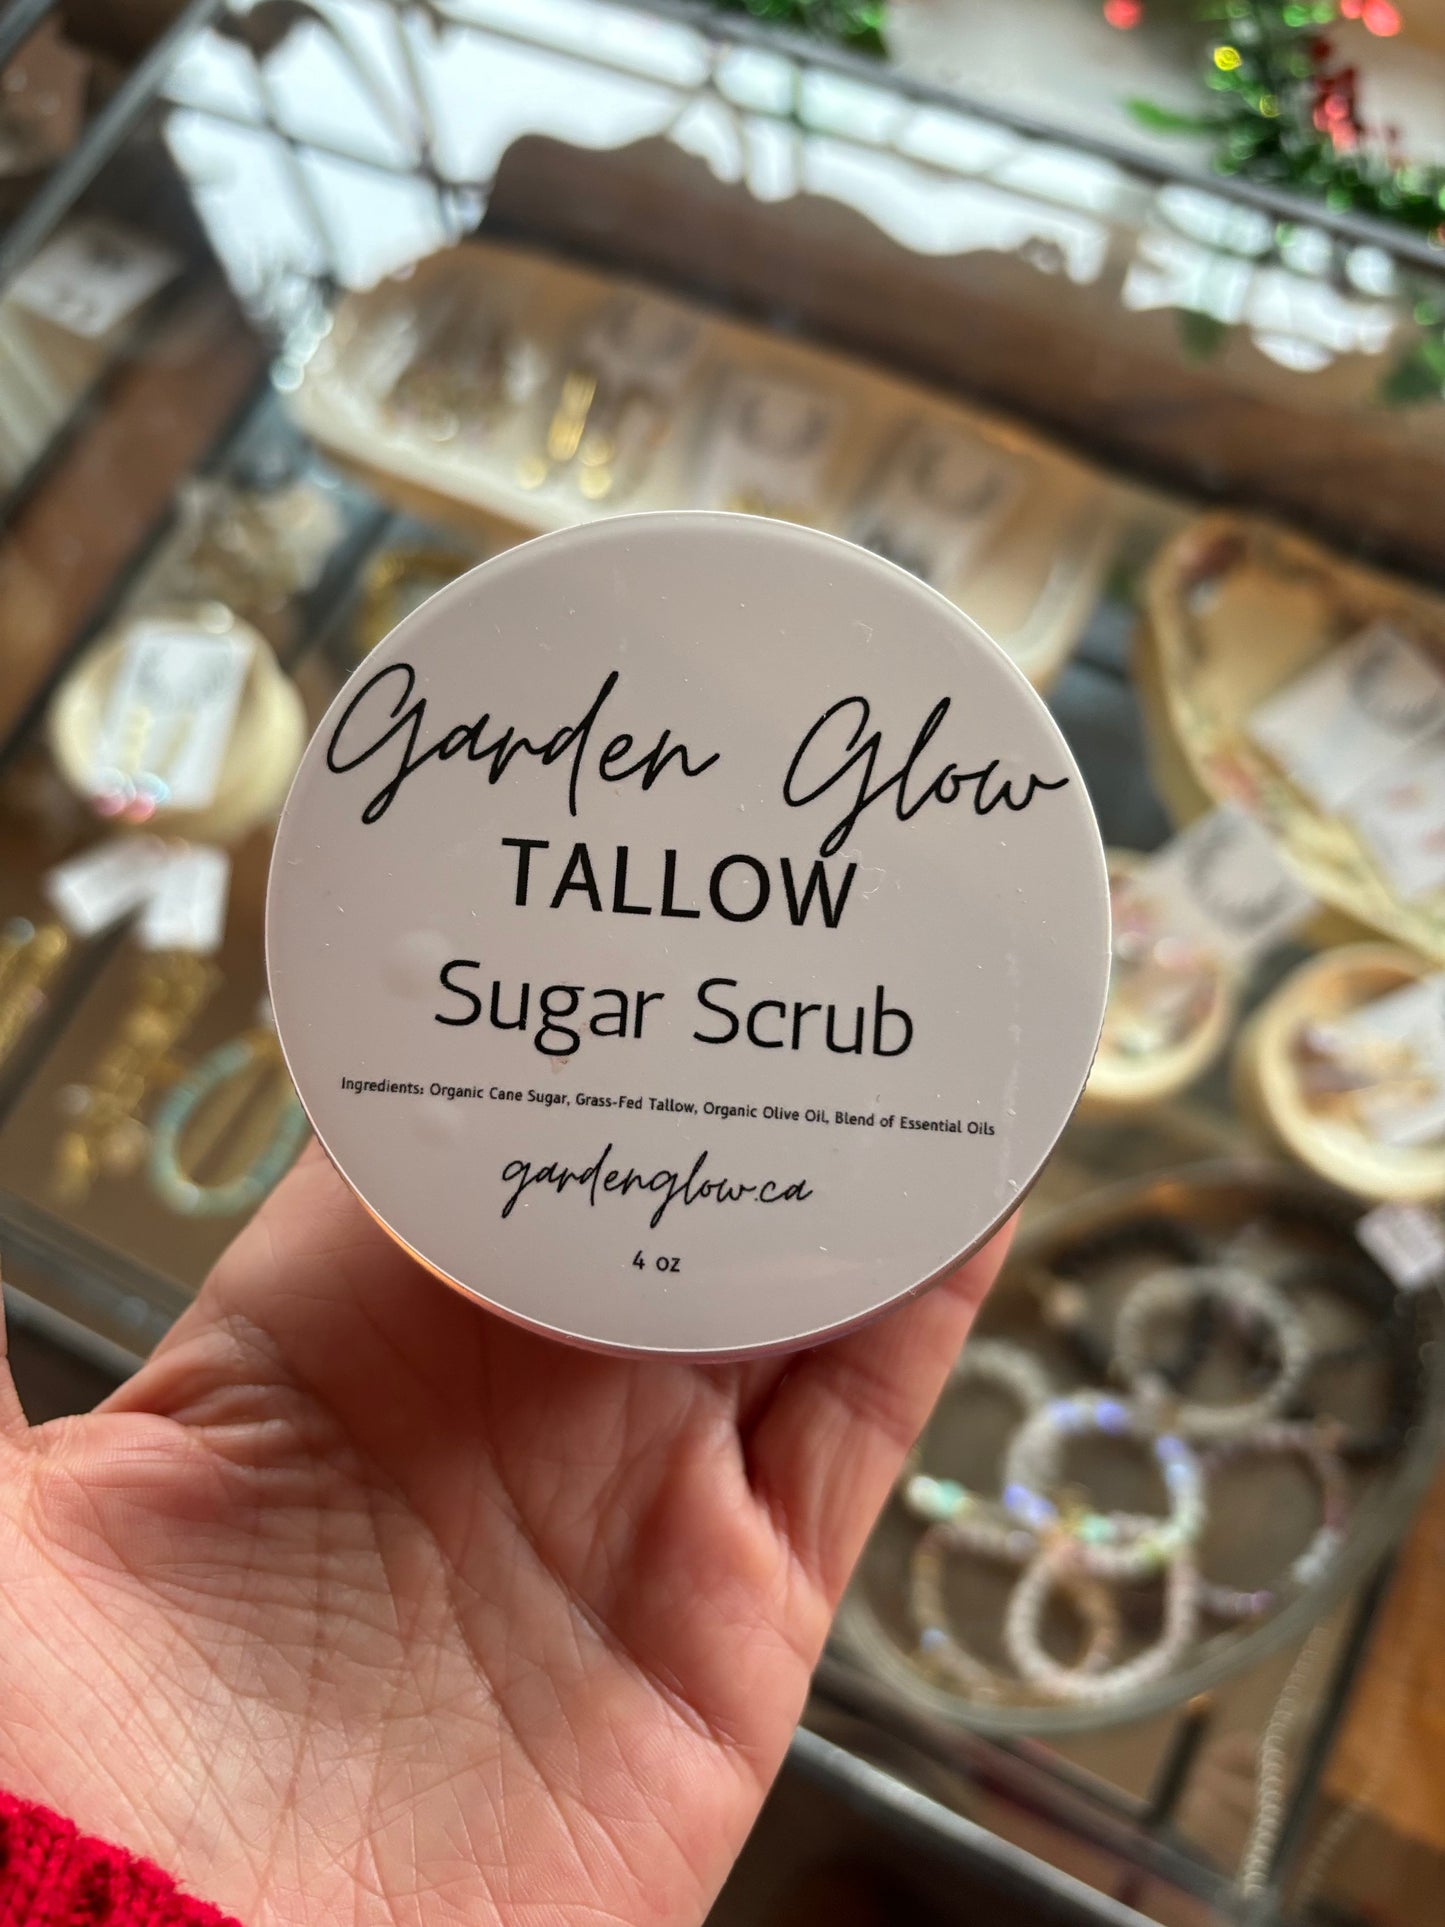 Garden Glow
TALLOW
Sugar Scrub
Ingredients: Organic Cane Sugar, Grass-Fed Tallow, Organic Olive Oil, Blend of Essential Oils
gardenglow.ca
4 oz